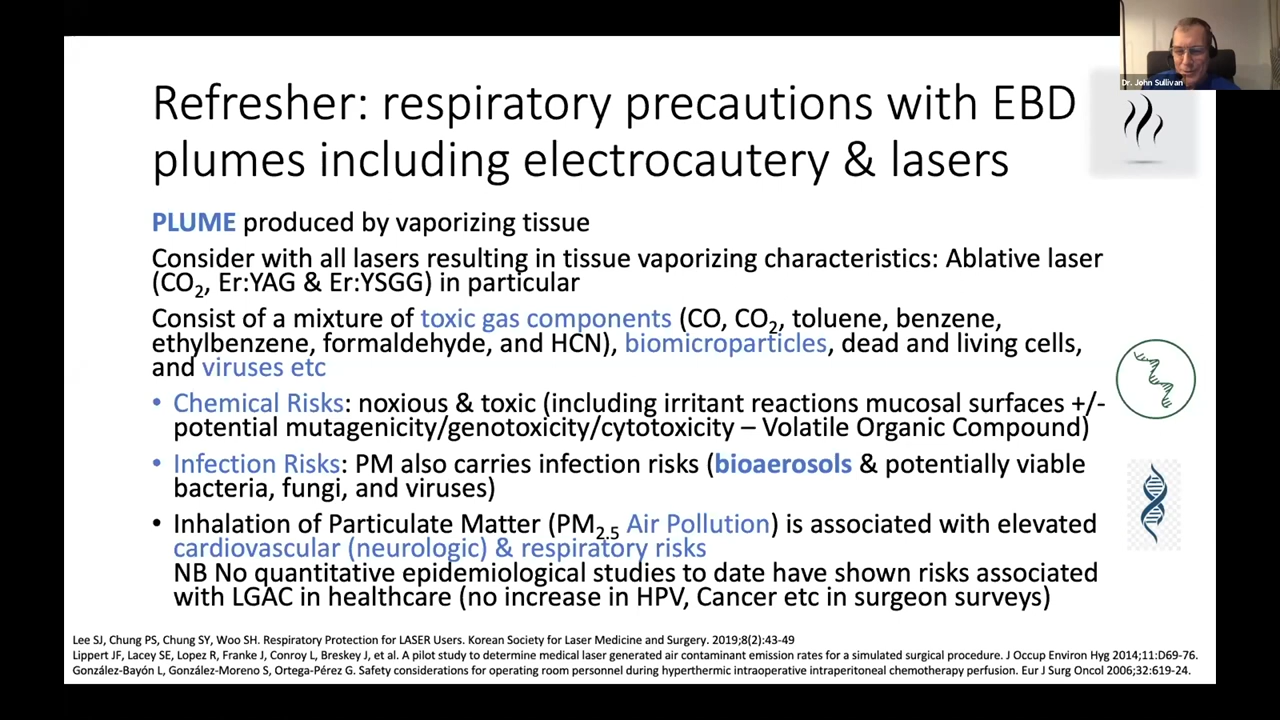 Dr. John Sullivan
Refresher: respiratory precautions with EBD
plumes including electrocautery & lasers
PLUME produced by vaporizing tissue
Consider with all lasers resulting in tissue vaporizing characteristics: Ablative laser
(CO2, Er:YAG & Er:YSGG) in particular
Consist of a mixture of toxic gas components (CO, CO2, toluene, benzene,
ethylbenzene, formaldehyde, and HCN), biomicroparticles, dead and living cells,
and viruses etc
• Chemical Risks: noxious & toxic (including irritant reactions mucosal surfaces +/-
potential mutagenicity/genotoxicity/cytotoxicity – Volatile Organic Compound)
• Infection Risks: PM also carries infection risks (bioaerosols & potentially viable
bacteria, fungi, and viruses)
• Inhalation of Particulate Matter (PM2.5 Air Pollution) is associated with elevated
cardiovascular (neurologic) & respiratory risks
NB No quantitative epidemiological studies to date have shown risks associated
with LGAC in healthcare (no increase in HPV, Cancer etc in surgeon surveys)
Lee SJ, Chung PS, Chung SY, Woo SH. Respiratory Protection for LASER Users. Korean Society for Laser Medicine and Surgery. 2019;8(2):43-49
Lippert JF, Lacey SE, Lopez R, Franke J, Conroy L, Breskey J, et al. A pilot study to determine medical laser generated air contaminant emission rates for a simulated surgical procedure. J Occup Environ Hyg 2014;11:D69-76.
González-Bayón L, González-Moreno S, Ortega-Pérez G. Safety considerations for operating room personnel during hyperthermic intraoperative intraperitoneal chemotherapy perfusion. Eur J Surg Oncol 2006;32:619-24.